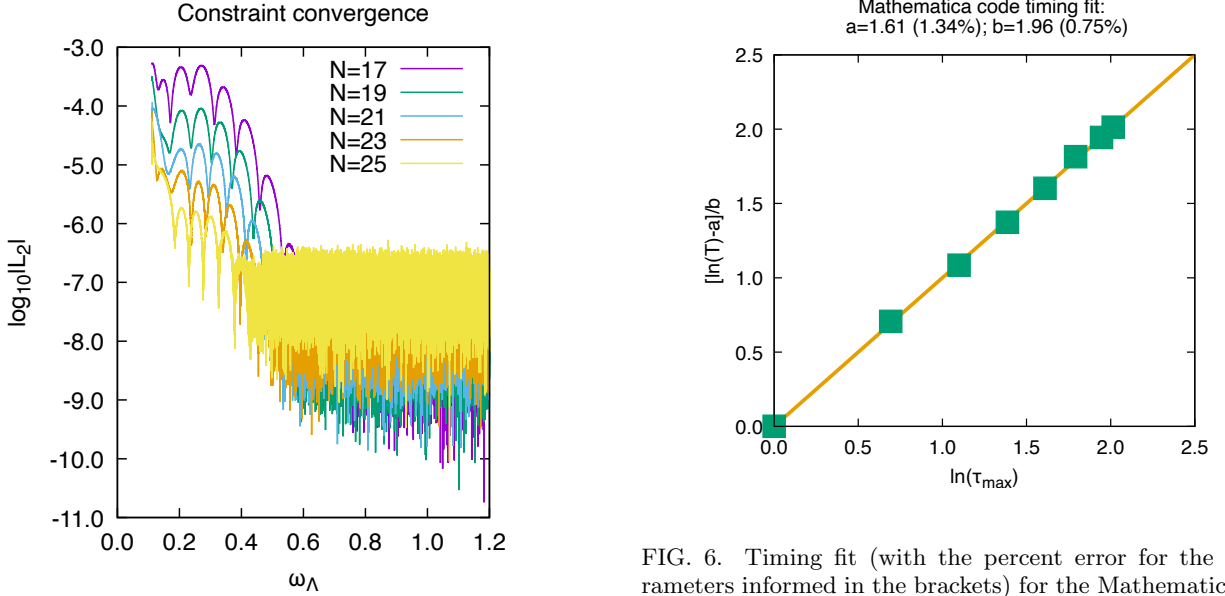 Constraint convergence
-3.0
-4.0
-5.0
-6.0
-7.0
-8.0
-9.0
-10.0
-11.0
log₁₀|L₂|
N=17
N=19
N=21
N=23
N=25
0.0 0.2 0.4 0.6 0.8 1.0 1.2
ω_Λ
Mathematica code timing fit:
a=1.61 (1.34%); b=1.96 (0.75%)
2.5
2.0
1.5
1.0
0.5
0.0
[ln(T)-a]/b
0.5 1.0 1.5 2.0 2.5
ln(τ_max)
FIG. 6. Timing fit (with the percent error for the
rameters informed in the brackets) for the Mathematic